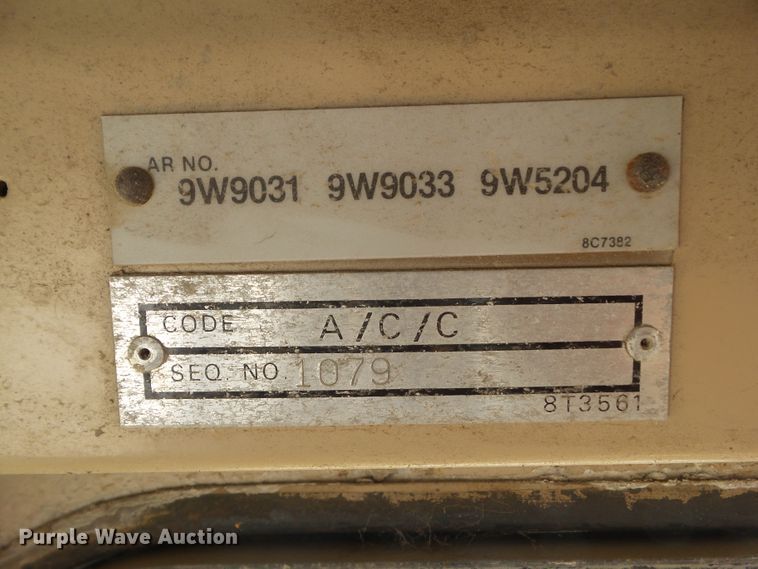 AR NO.
9W9031 9W9033 9W5204
8C7382
CODE A/C/C
SEQ. NO. 1079
8T3561
Purple Wave Auction